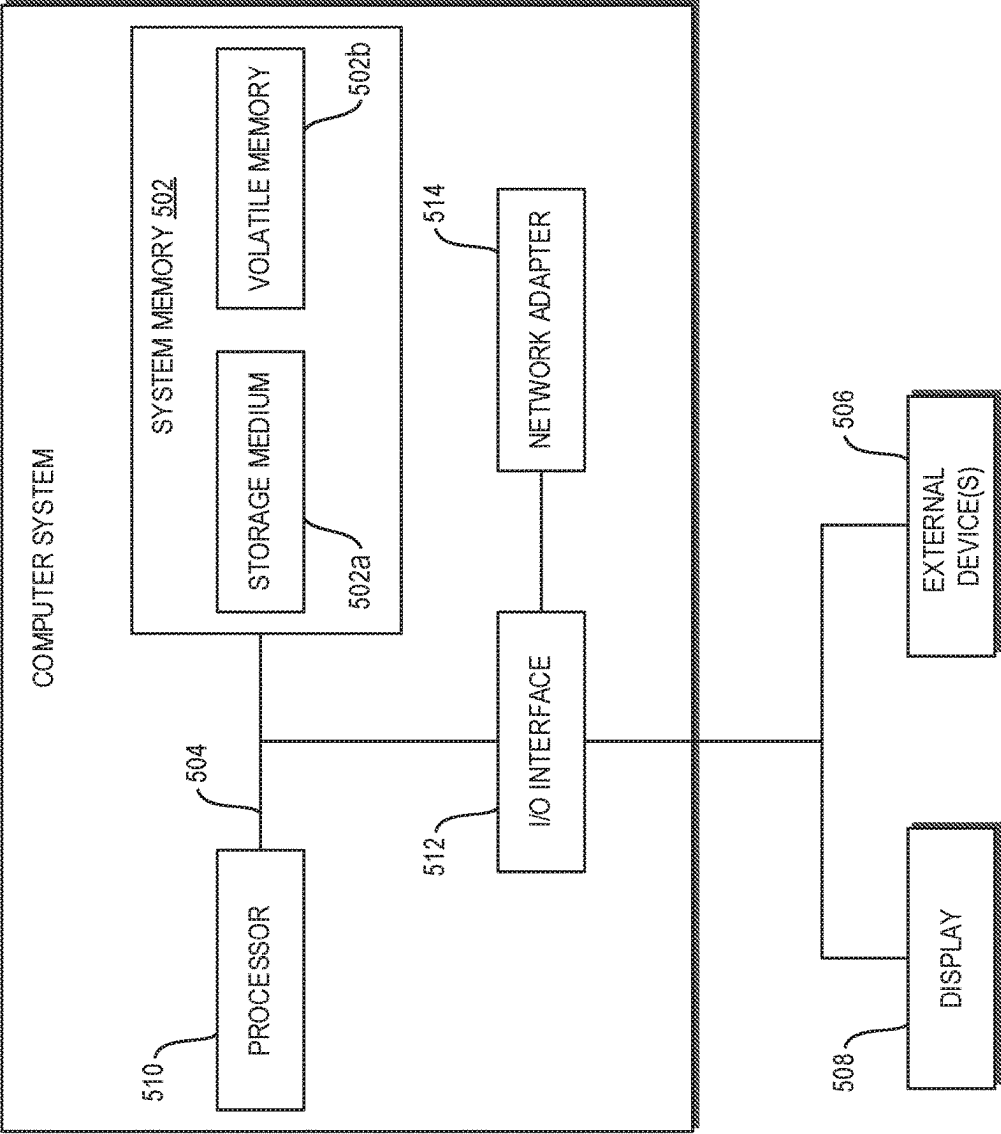 COMPUTER SYSTEM
510
PROCESSOR
504
SYSTEM MEMORY 502
STORAGE MEDIUM
502a
VOLATILE MEMORY
502b
512
I/O INTERFACE
NETWORK ADAPTER
514
508
DISPLAY
EXTERNAL
DEVICE(S)
506